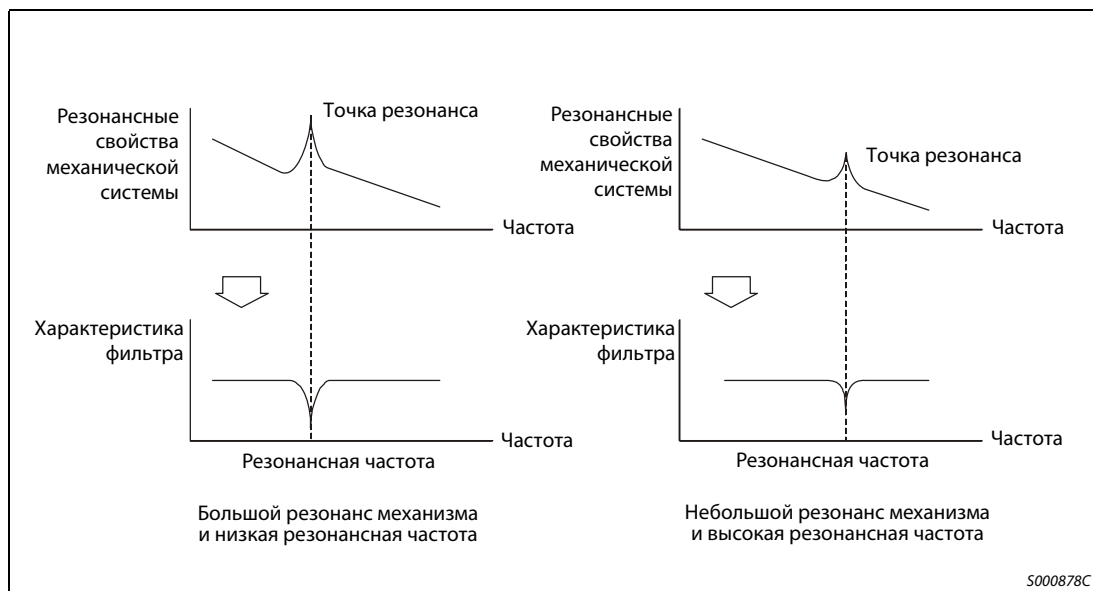 Резонансные
свойства
механической
системы
Точка резонанса
Частота
Характеристика
фильтра
Частота
Резонансная частота
Большой резонанс механизма
и низкая резонансная частота
Резонансные
свойства
механической
системы
Точка резонанса
Частота
Характеристика
фильтра
Частота
Резонансная частота
Небольшой резонанс механизма
и высокая резонансная частота
S000878C